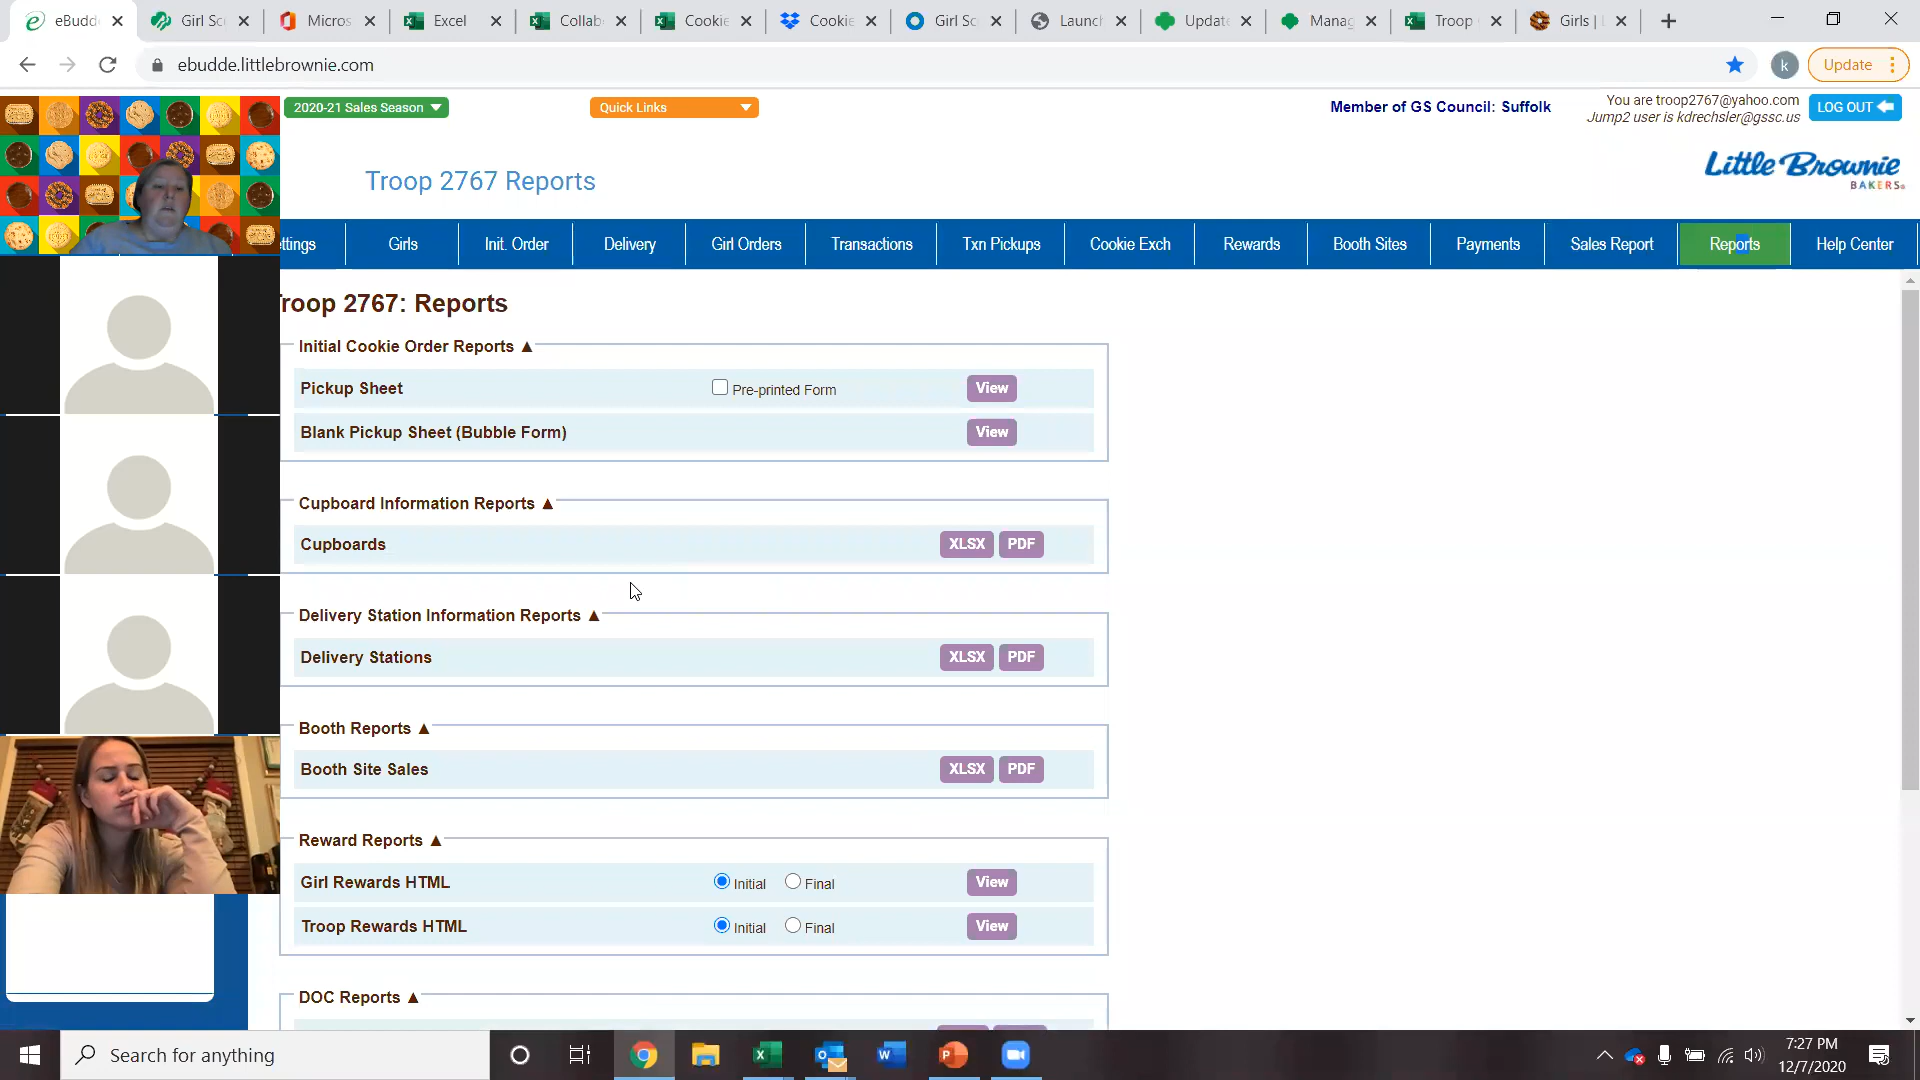 eBudde
Girl Sc
Micros
Excel
Collab
Cookie
Cookie
Girl Sc
Launc
Update
Manag
Troop
Girls |
ebudde.littlebrownie.com
k
Update
2020-21 Sales Season
Quick Links
Member of GS Council: Suffolk
You are troop2767@yahoo.com
Jump2 user is kdrechsler@gssc.us
LOG OUT
Troop 2767 Reports
Little Brownie
BAKERS
ttings Girls Init. Order Delivery Girl Orders Transactions Txn Pickups Cookie Exch Rewards Booth Sites Payments Sales Report Reports Help Center
Troop 2767: Reports
Initial Cookie Order Reports ▲
Pickup Sheet Pre-printed Form View
Blank Pickup Sheet (Bubble Form) View
Cupboard Information Reports ▲
Cupboards XLSX PDF
Delivery Station Information Reports ▲
Delivery Stations XLSX PDF
Booth Reports ▲
Booth Site Sales XLSX PDF
Reward Reports ▲
Girl Rewards HTML Initial Final View
Troop Rewards HTML Initial Final View
DOC Reports ▲
Search for anything
7:27 PM
12/7/2020